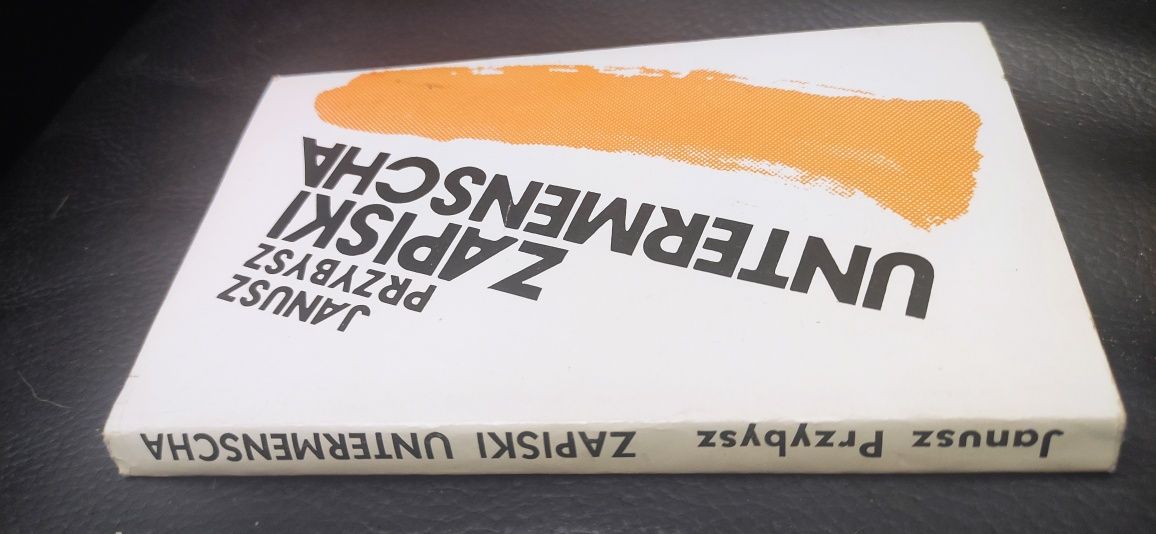 JANUSZ
PRZYBYSZ
ZAPISKI
UNTERMENSCHA
Janusz Przybysz ZAPISKI UNTERMENSCHA